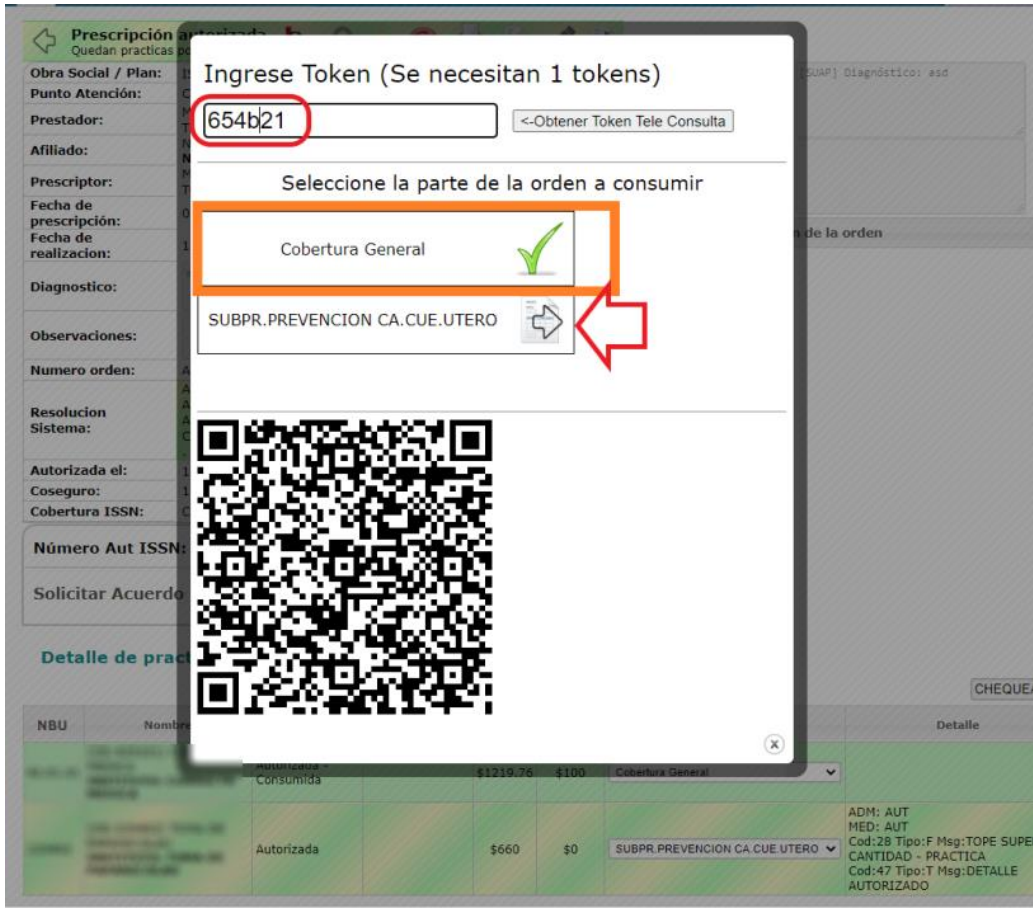 Prescripción
Quedan practicas
Obra Social / Plan:
[SUAP] Diagnóstico: asd
Punto Atención:
Prestador:
Afiliado:
Prescriptor:
Fecha de
prescripción:
Fecha de
realizacion:
de la orden
Diagnostico:
Observaciones:
Numero orden:
Resolucion
Sistema:
Autorizada el:
Coseguro:
Cobertura ISSN:
Número Aut ISSN:
Solicitar Acuerdo
Ingrese Token (Se necesitan 1 tokens)
654b21
<-Obtener Token Tele Consulta
Seleccione la parte de la orden a consumir
Cobertura General
SUBPR.PREVENCION CA.CUE.UTERO
x
Detalle de pract
CHEQUEA
NBU Nombre Detalle
Autorizada -
Consumida
$1219.76 $100 Cobertura General
Autorizada $660 $0 SUBPR.PREVENCION CA.CUE.UTERO
ADM: AUT
MED: AUT
Cod:28 Tipo:F Msg:TOPE SUPE
CANTIDAD - PRACTICA
Cod:47 Tipo:T Msg:DETALLE
AUTORIZADO